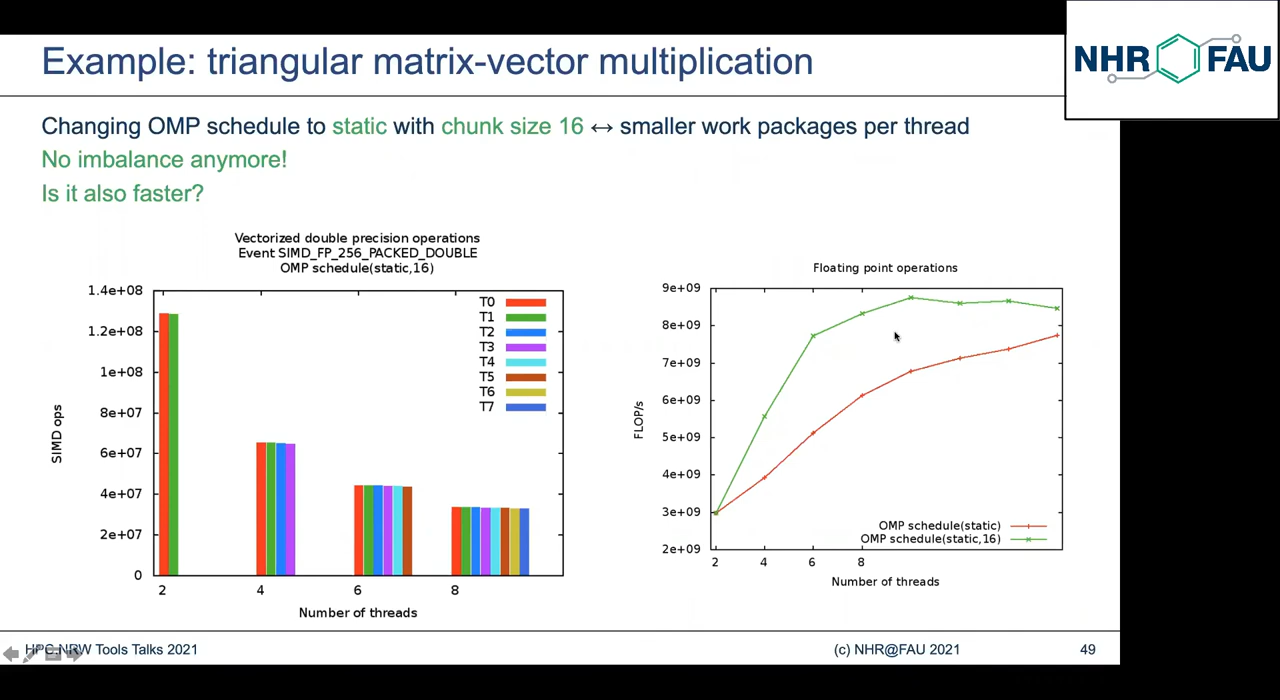 NHR FAU
Example: triangular matrix-vector multiplication
Changing OMP schedule to static with chunk size 16 ↔ smaller work packages per thread
No imbalance anymore!
Is it also faster?
Vectorized double precision operations
Event SIMD_FP_256_PACKED_DOUBLE
OMP schedule(static,16)
1.4e+08
1.2e+08
1e+08
8e+07
6e+07
4e+07
2e+07
0
SIMD ops
T0
T1
T2
T3
T4
T5
T6
T7
2 4 6 8
Number of threads
Floating point operations
9e+09
8e+09
7e+09
6e+09
5e+09
4e+09
3e+09
2e+09
FLOP/s
OMP schedule(static)
OMP schedule(static,16)
2 4 6 8
Number of threads
HPC.NRW Tools Talks 2021
(c) NHR@FAU 2021
49